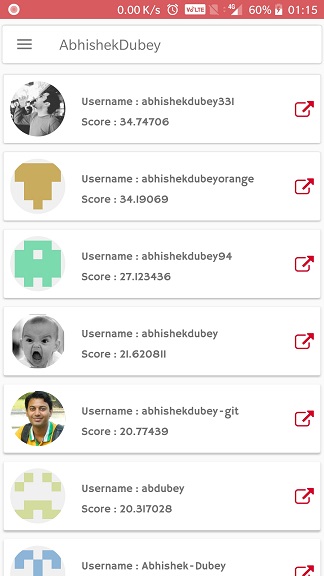 0.00 K/s VoLTE 4G 60% 01:15
AbhishekDubey
Username : abhishekdubey331
Score : 34.74706
Username : abhishekdubeyorange
Score : 34.19069
Username : abhishekdubey94
Score : 27.123436
Username : abhishekdubey
Score : 21.620811
Username : abhishekdubey-git
Score : 20.77439
Username : abdubey
Score : 20.317028
Username : Abhishek-Dubey